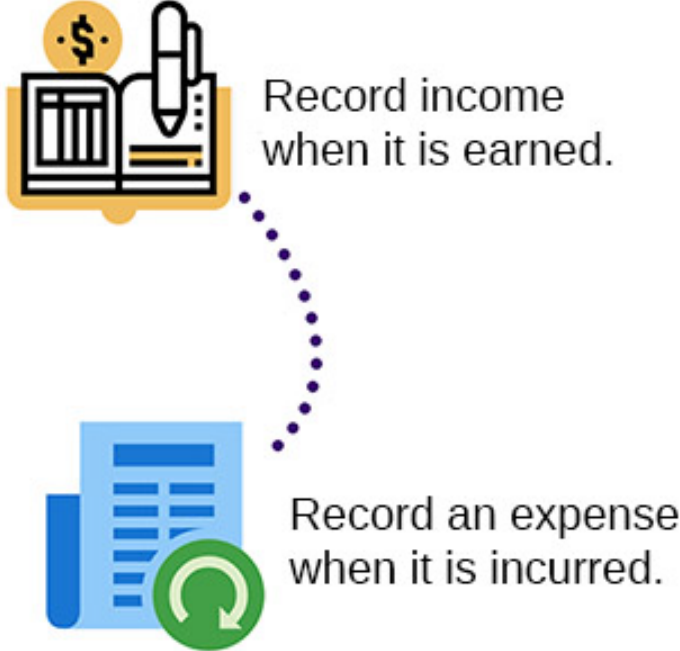 $
Record income
when it is earned.
Record an expense
when it is incurred.